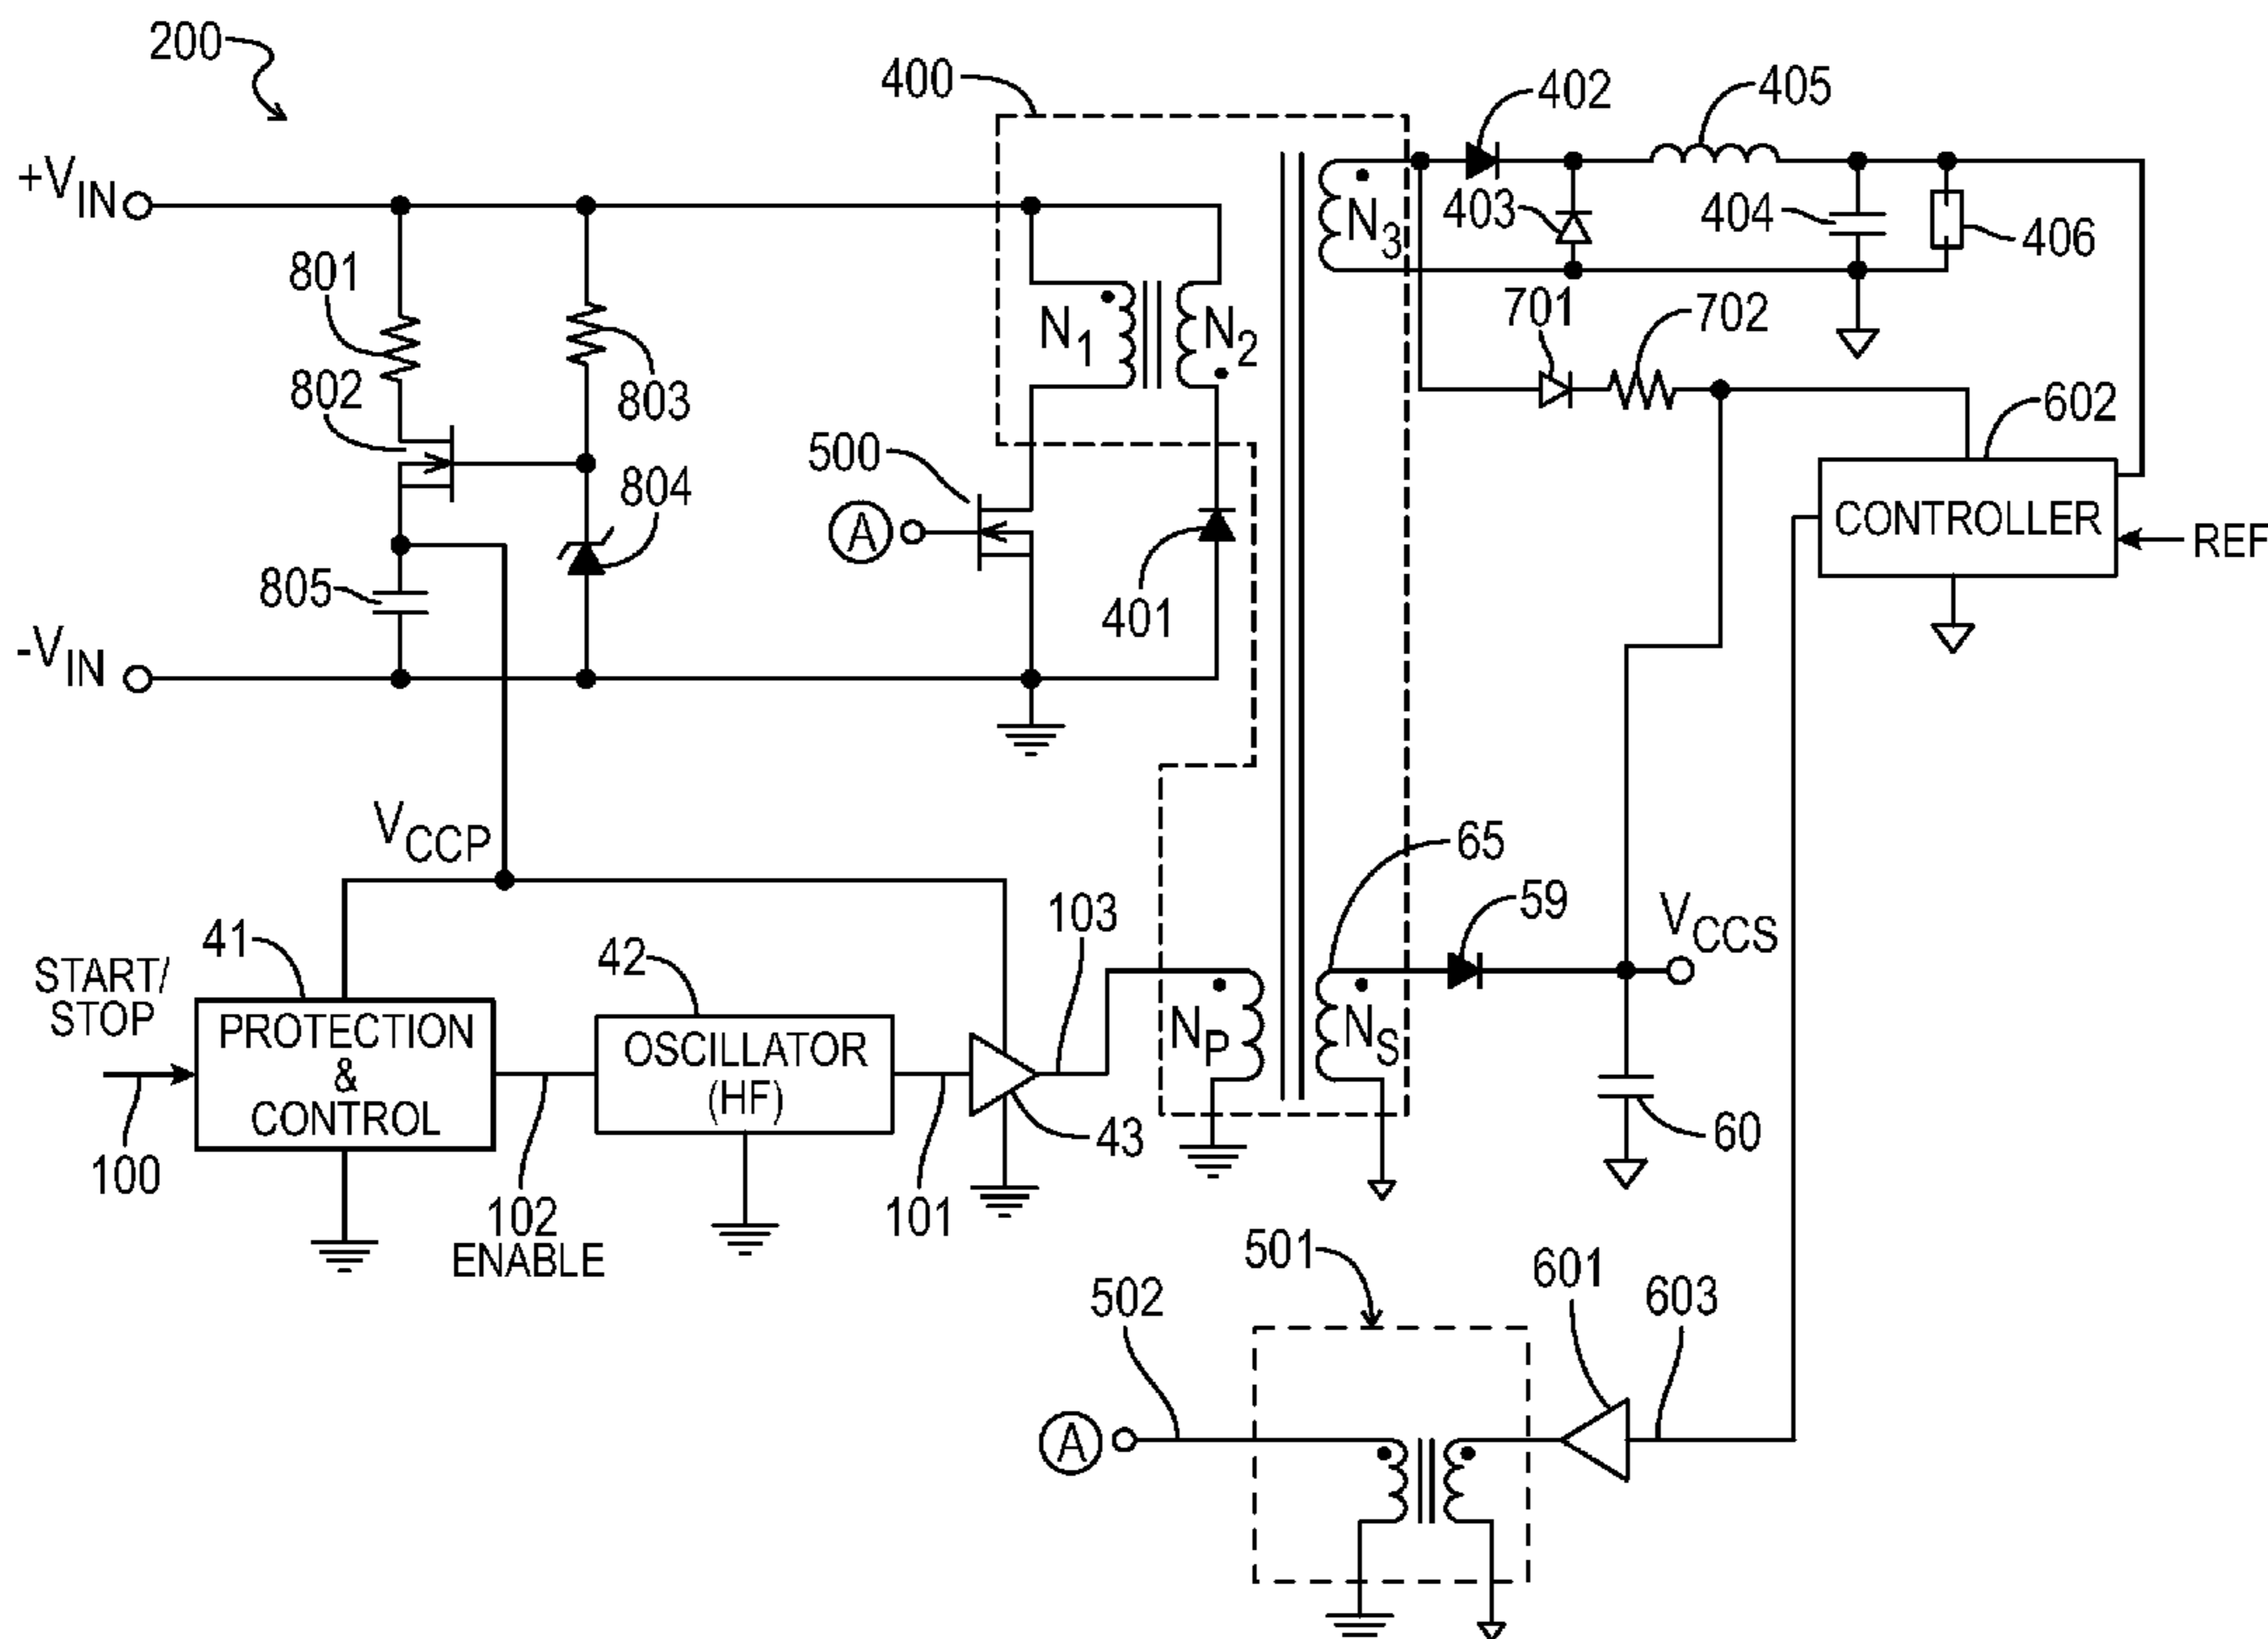 200
400
402
405
+VIN
N3
403
404
406
801
701
702
N1
N2
802
803
602
500
804
A
CONTROLLER
REF
805
401
-VIN
VCCP
65
59
VCCS
103
41
42
START/
STOP
PROTECTION
&
CONTROL
OSCILLATOR
(HF)
NP
NS
43
60
100
102
ENABLE
101
501
601
502
603
A